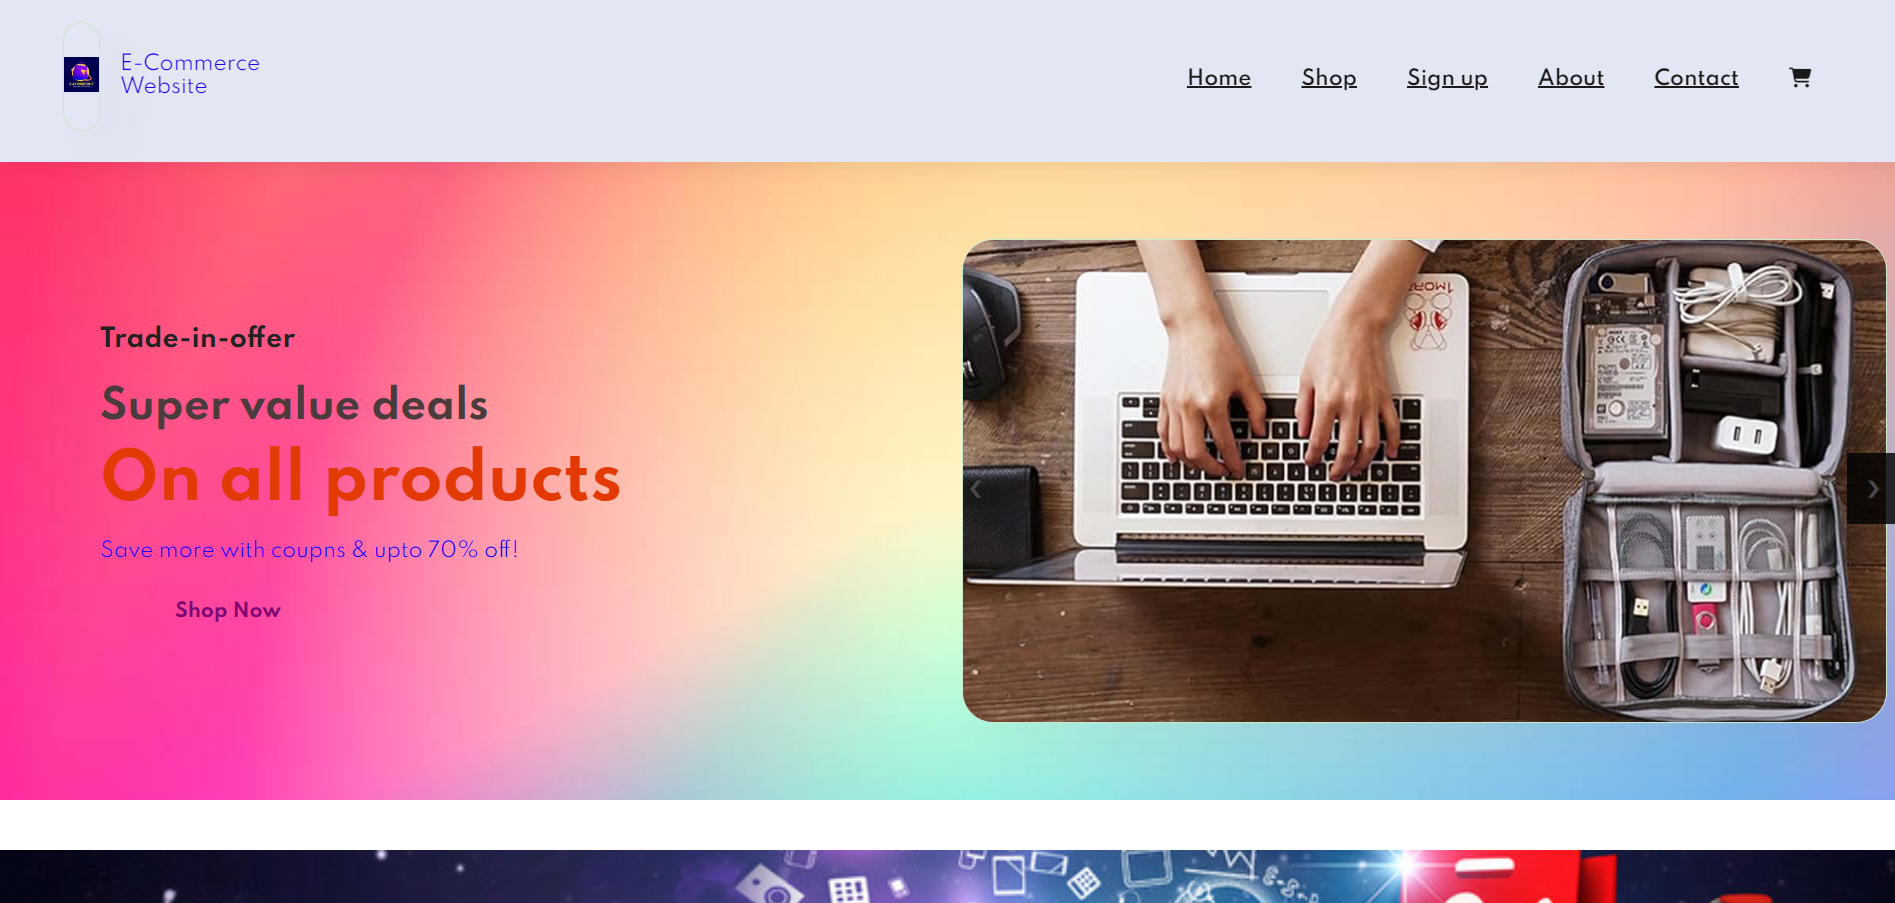 E-Commerce
Website
Home Shop Sign up About Contact
Trade-in-offer
Super value deals
On all products
Save more with coupns & upto 70% off!
Shop Now
1MORE